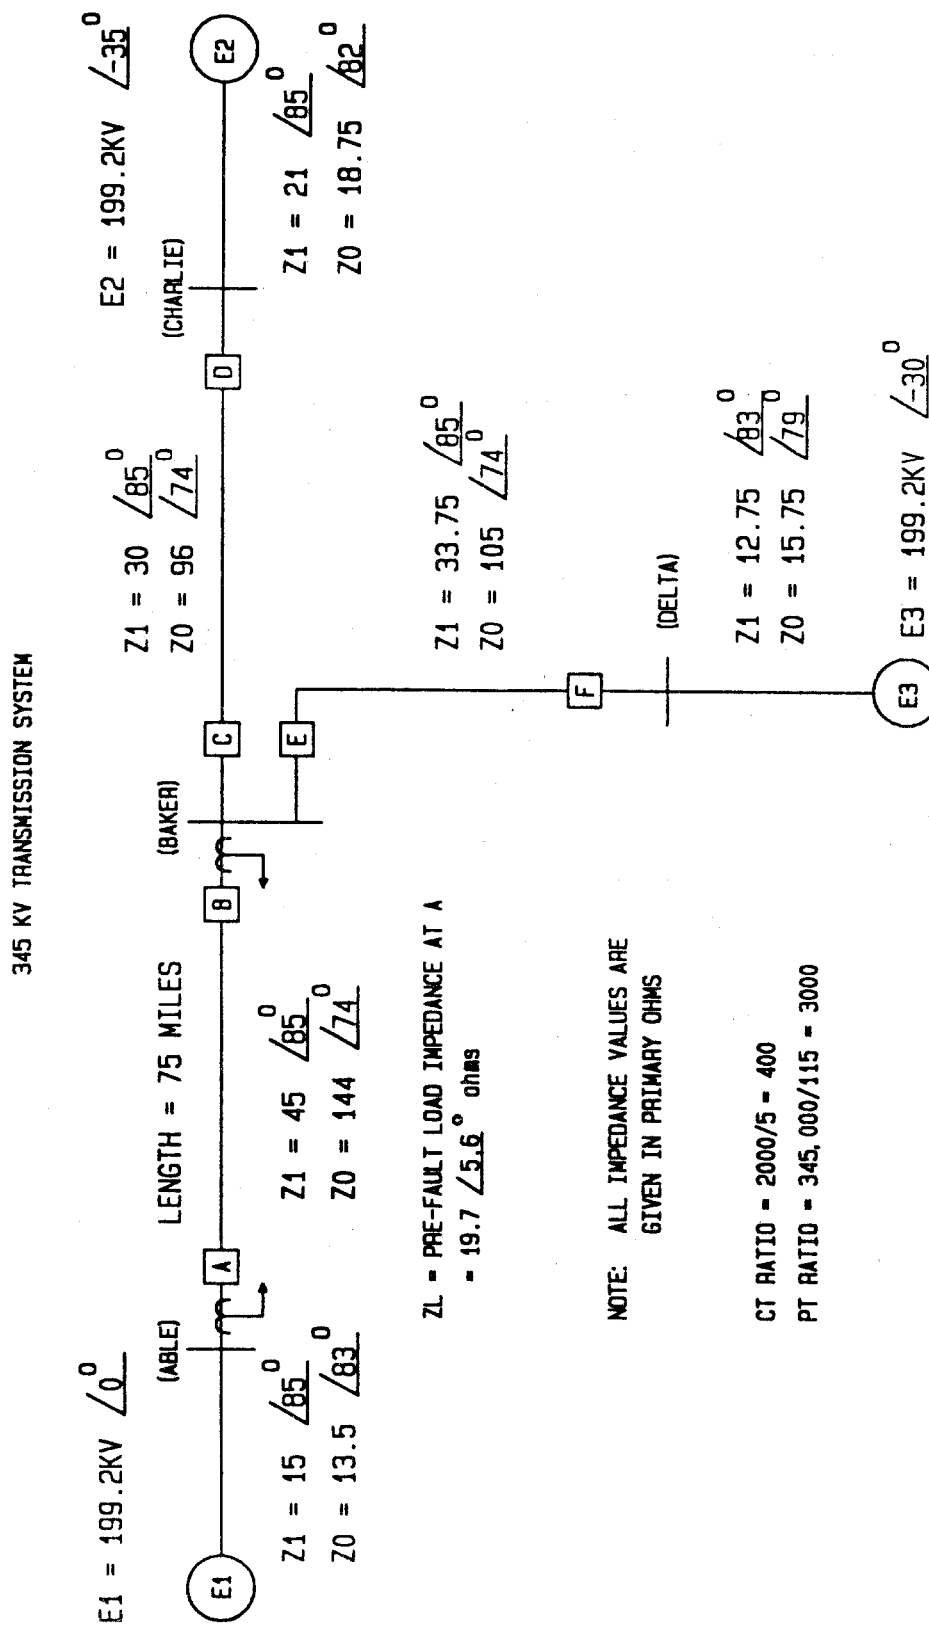 345 KV TRANSMISSION SYSTEM
E1 = 199.2KV /0°
(ABLE)
LENGTH = 75 MILES
(BAKER)
(CHARLIE)
E2 = 199.2KV /-35°
E1
A
B
C
D
E2
Z1 = 15 /85°
Z0 = 13.5 /83°
Z1 = 45 /85°
Z0 = 144 /74°
Z1 = 30 /85°
Z0 = 96 /74°
Z1 = 21 /85°
Z0 = 18.75 /82°
E
Z1 = 33.75 /85°
Z0 = 105 /74°
F
(DELTA)
Z1 = 12.75 /83°
Z0 = 15.75 /79°
E3
E3 = 199.2KV /-30°
ZL = PRE-FAULT LOAD IMPEDANCE AT A
= 19.7 /5.6° ohms
NOTE: ALL IMPEDANCE VALUES ARE
GIVEN IN PRIMARY OHMS
CT RATIO = 2000/5 = 400
PT RATIO = 345,000/115 = 3000